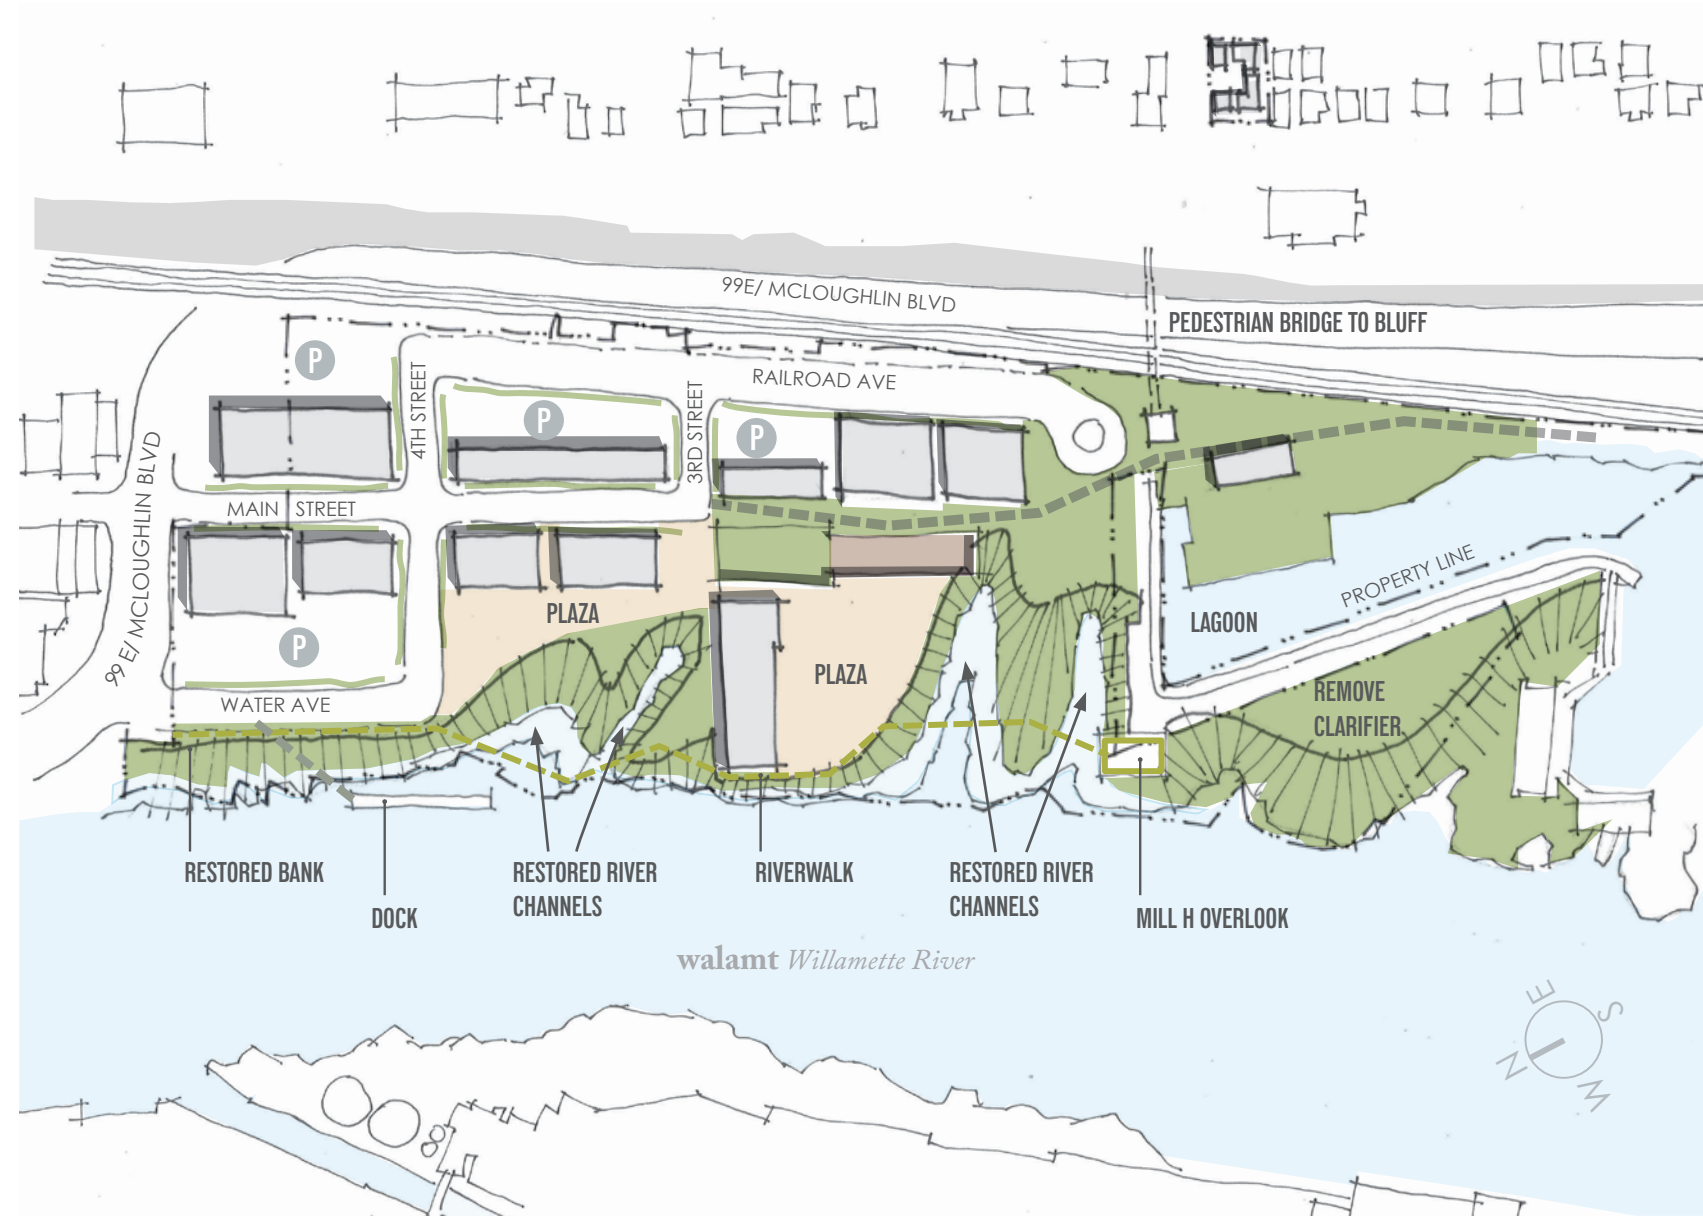 99E/ MCLOUGHLIN BLVD
PEDESTRIAN BRIDGE TO BLUFF
P
RAILROAD AVE
4TH STREET
3RD STREET
P
P
99 E/ MCLOUGHLIN BLVD
MAIN STREET
PROPERTY LINE
PLAZA
LAGOON
P
PLAZA
REMOVE
CLARIFIER
WATER AVE
RESTORED BANK
RESTORED RIVER
CHANNELS
RIVERWALK
RESTORED RIVER
CHANNELS
DOCK
MILL H OVERLOOK
walamt Willamette River
E
S
N
W